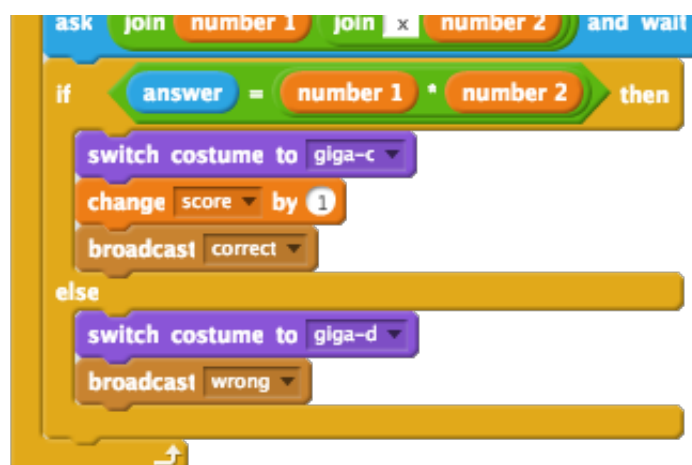 ask join number 1 join x number 2 and wait
if answer = number 1 * number 2 then
switch costume to giga-c
change score by 1
broadcast correct
else
switch costume to giga-d
broadcast wrong